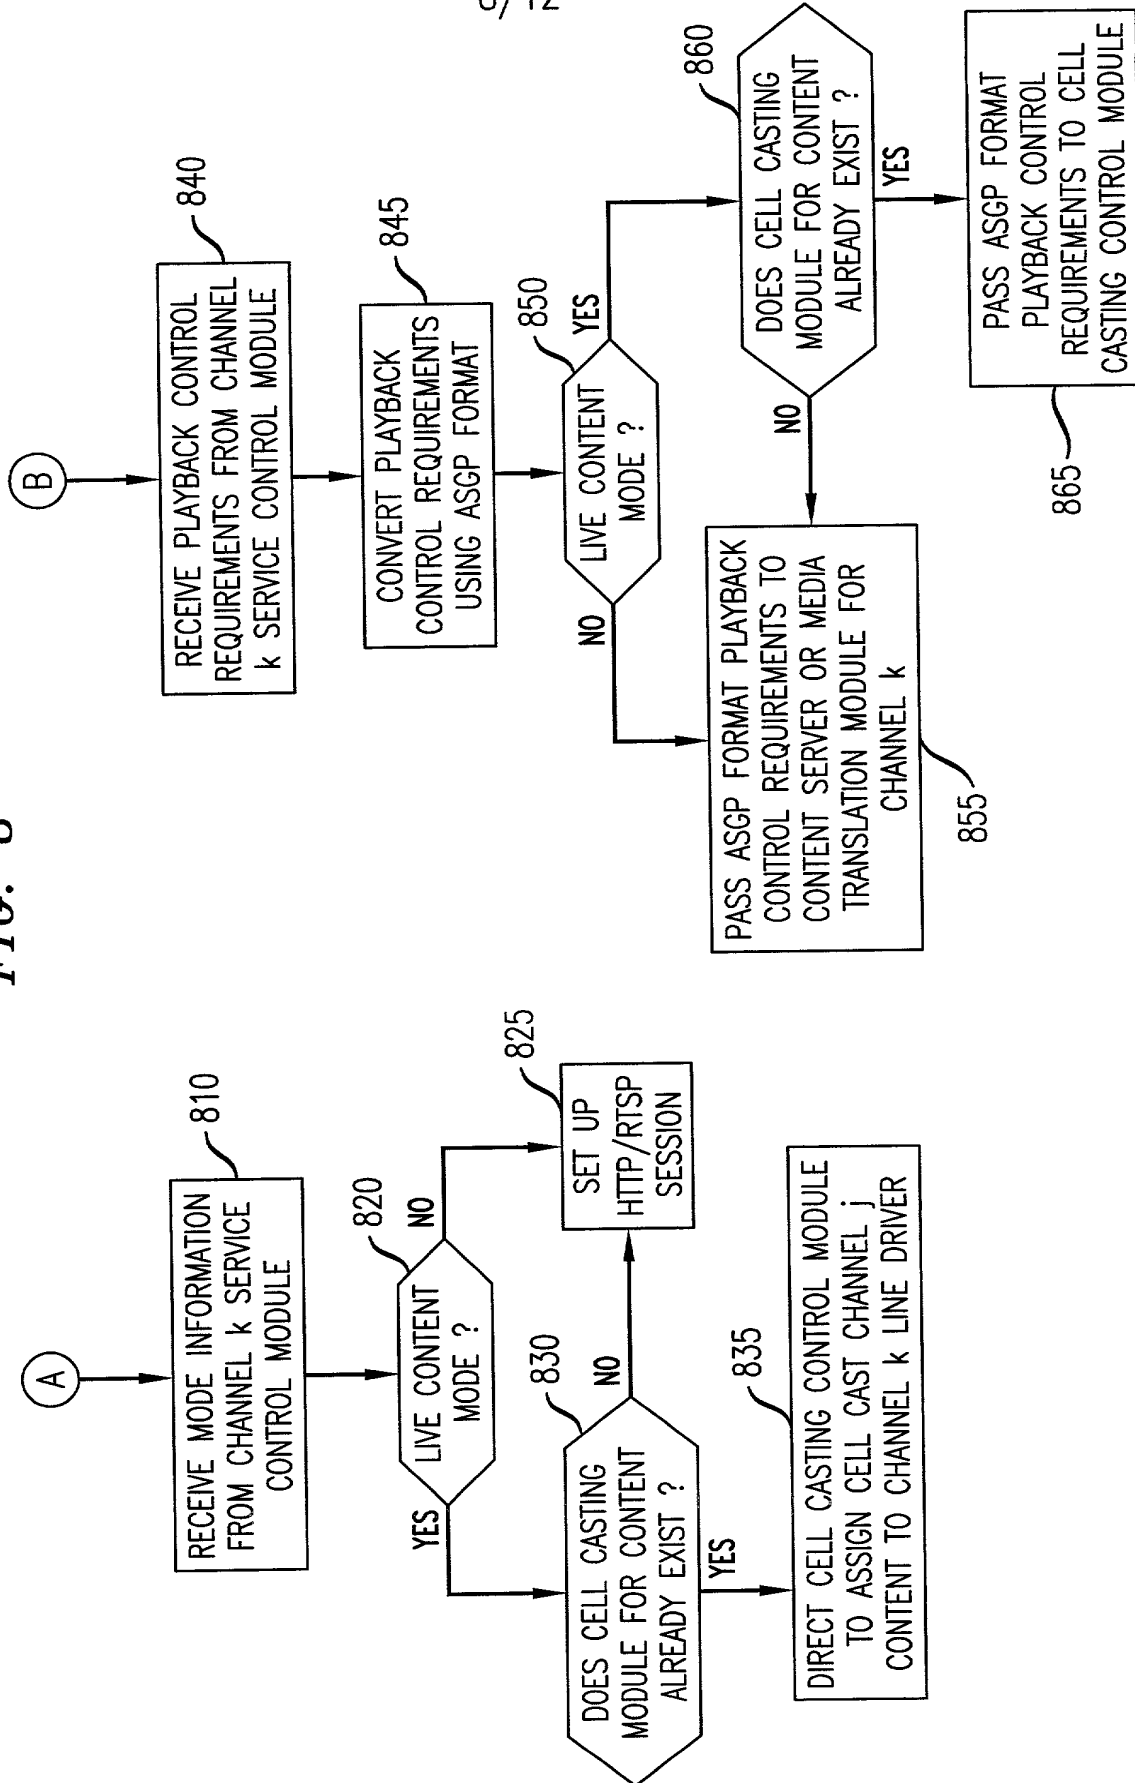 FIG. 8
A
RECEIVE MODE INFORMATION
FROM CHANNEL k SERVICE
CONTROL MODULE
810
LIVE CONTENT
MODE ?
820
YES
NO
SET UP
HTTP/RTSP
SESSION
825
DOES CELL CASTING
MODULE FOR CONTENT
ALREADY EXIST ?
830
NO
YES
DIRECT CELL CASTING CONTROL MODULE
TO ASSIGN CELL CAST CHANNEL j
CONTENT TO CHANNEL k LINE DRIVER
835
B
RECEIVE PLAYBACK CONTROL
REQUIREMENTS FROM CHANNEL
k SERVICE CONTROL MODULE
840
CONVERT PLAYBACK
CONTROL REQUIREMENTS
USING ASGP FORMAT
845
LIVE CONTENT
MODE ?
850
NO
YES
PASS ASGP FORMAT PLAYBACK
CONTROL REQUIREMENTS TO
CONTENT SERVER OR MEDIA
TRANSLATION MODULE FOR
CHANNEL k
855
DOES CELL CASTING
MODULE FOR CONTENT
ALREADY EXIST ?
860
NO
YES
PASS ASGP FORMAT
PLAYBACK CONTROL
REQUIREMENTS TO CELL
CASTING CONTROL MODULE
865